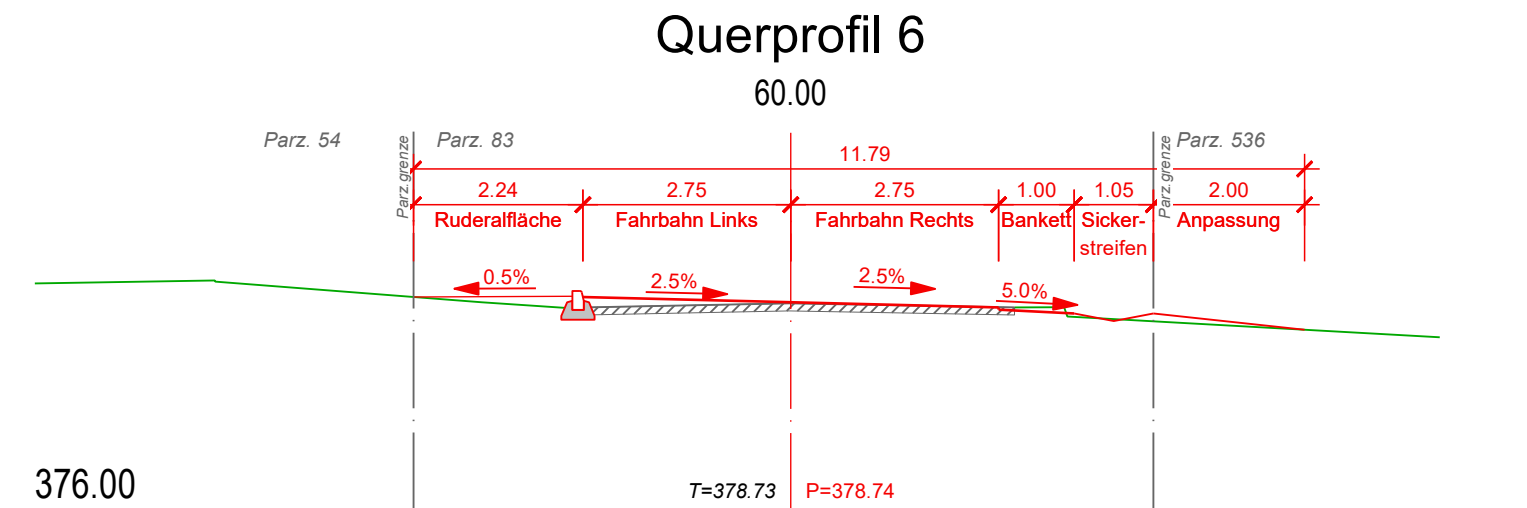 Querprofil 6
60.00
Parz. 54
Parz.grenze
Parz. 83
Parz.grenze
Parz. 536
11.79
2.24
2.75
2.75
1.00
1.05
2.00
Ruderalfläche
Fahrbahn Links
Fahrbahn Rechts
Bankett
Sicker-
streifen
Anpassung
0.5%
2.5%
2.5%
5.0%
376.00
T=378.73
P=378.74